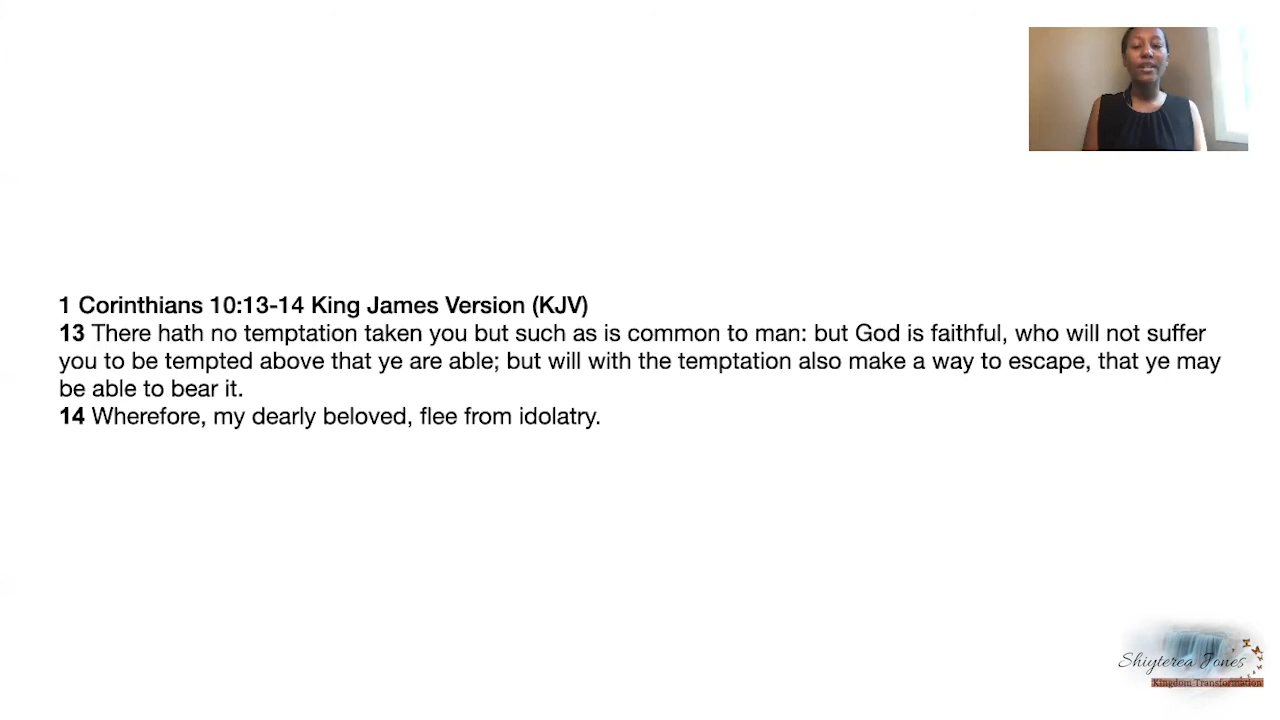 1 Corinthians 10:13-14 King James Version (KJV)
13 There hath no temptation taken you but such as is common to man: but God is faithful, who will not suffer
you to be tempted above that ye are able; but will with the temptation also make a way to escape, that ye may
be able to bear it.
14 Wherefore, my dearly beloved, flee from idolatry.
Shiyterea Jones
Kingdom Transformation